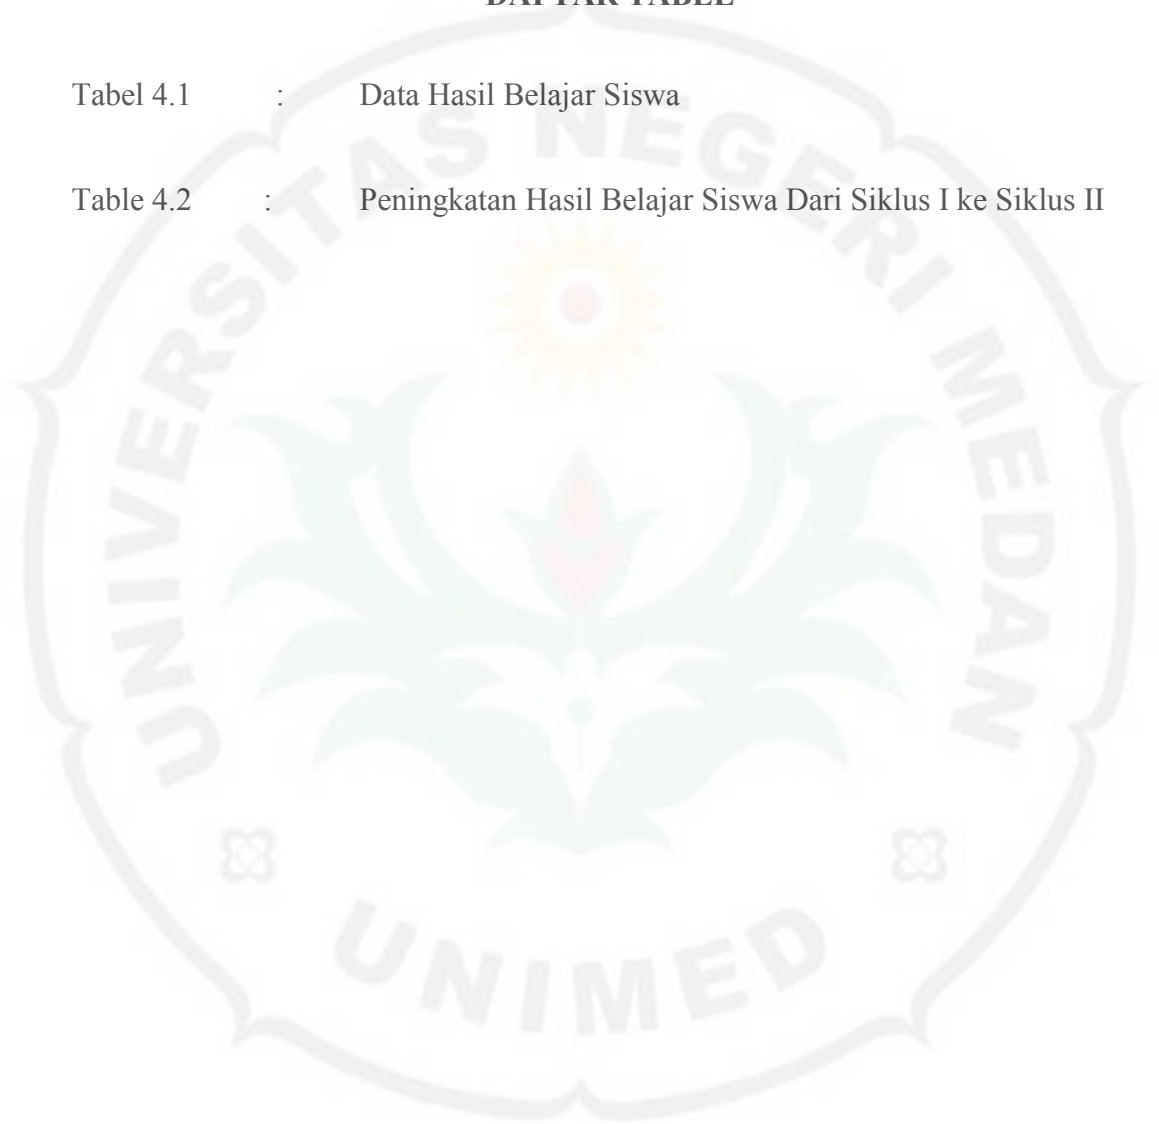 DAFTAR TABLE
Tabel 4.1 : Data Hasil Belajar Siswa
Table 4.2 : Peningkatan Hasil Belajar Siswa Dari Siklus I ke Siklus II
UNIVERSITAS NEGERI MEDAN
UNIMED